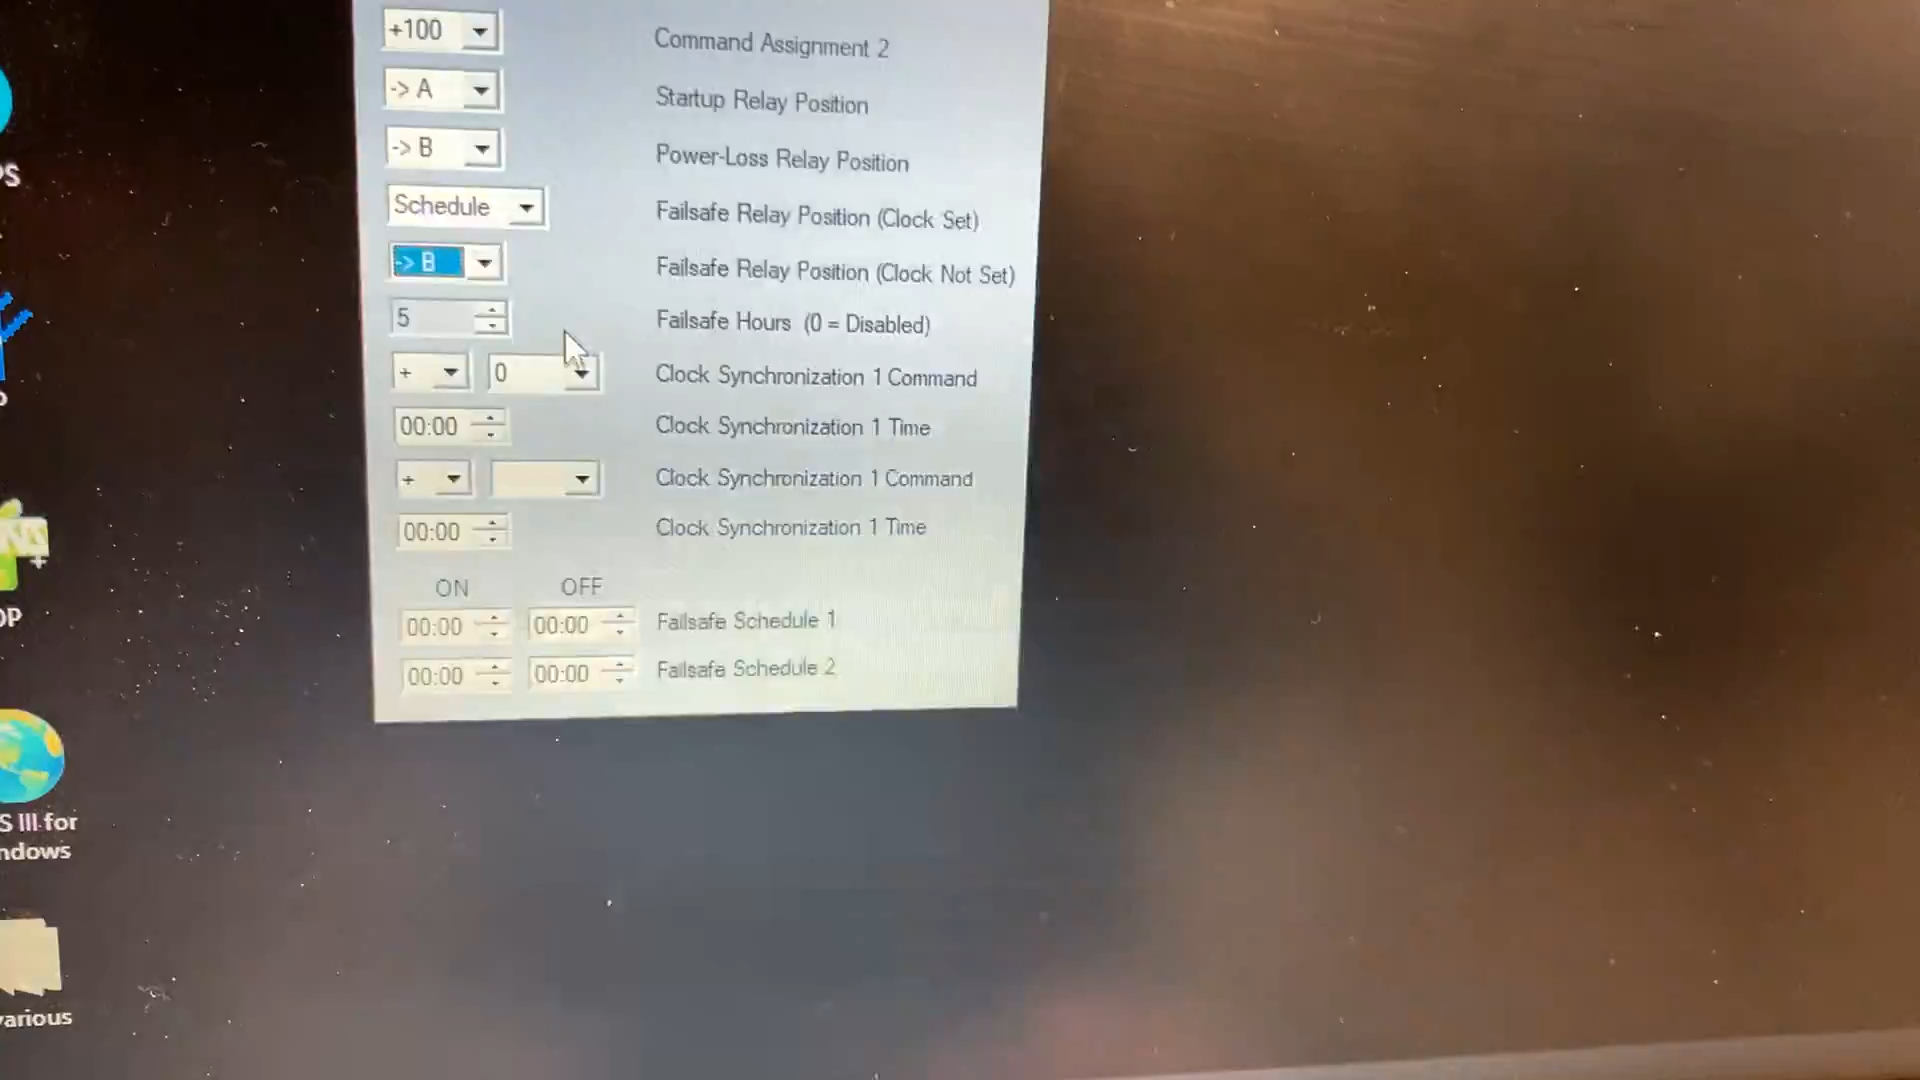 +100 Command Assignment 2
-> A Startup Relay Position
-> B Power-Loss Relay Position
Schedule Failsafe Relay Position (Clock Set)
-> B Failsafe Relay Position (Clock Not Set)
5 Failsafe Hours (0 = Disabled)
+ 0 Clock Synchronization 1 Command
00:00 Clock Synchronization 1 Time
+ Clock Synchronization 1 Command
00:00 Clock Synchronization 1 Time
ON OFF
00:00 00:00 Failsafe Schedule 1
00:00 00:00 Failsafe Schedule 2
S III for
ndows
various